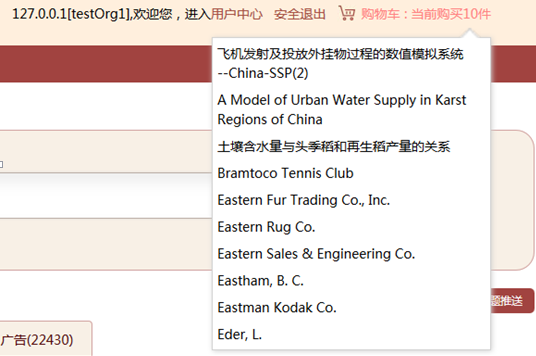 127.0.0.1[testOrg1],欢迎您，进入用户中心 安全退出 购物车：当前购买10件
飞机发射及投放外挂物过程的数值模拟系统
--China-SSP(2)
A Model of Urban Water Supply in Karst
Regions of China
土壤含水量与头季稻和再生稻产量的关系
Bramtoco Tennis Club
Eastern Fur Trading Co., Inc.
Eastern Rug Co.
Eastern Sales & Engineering Co.
Eastham, B. C.
题推送
Eastman Kodak Co.
Eder, L.
广告(22430)